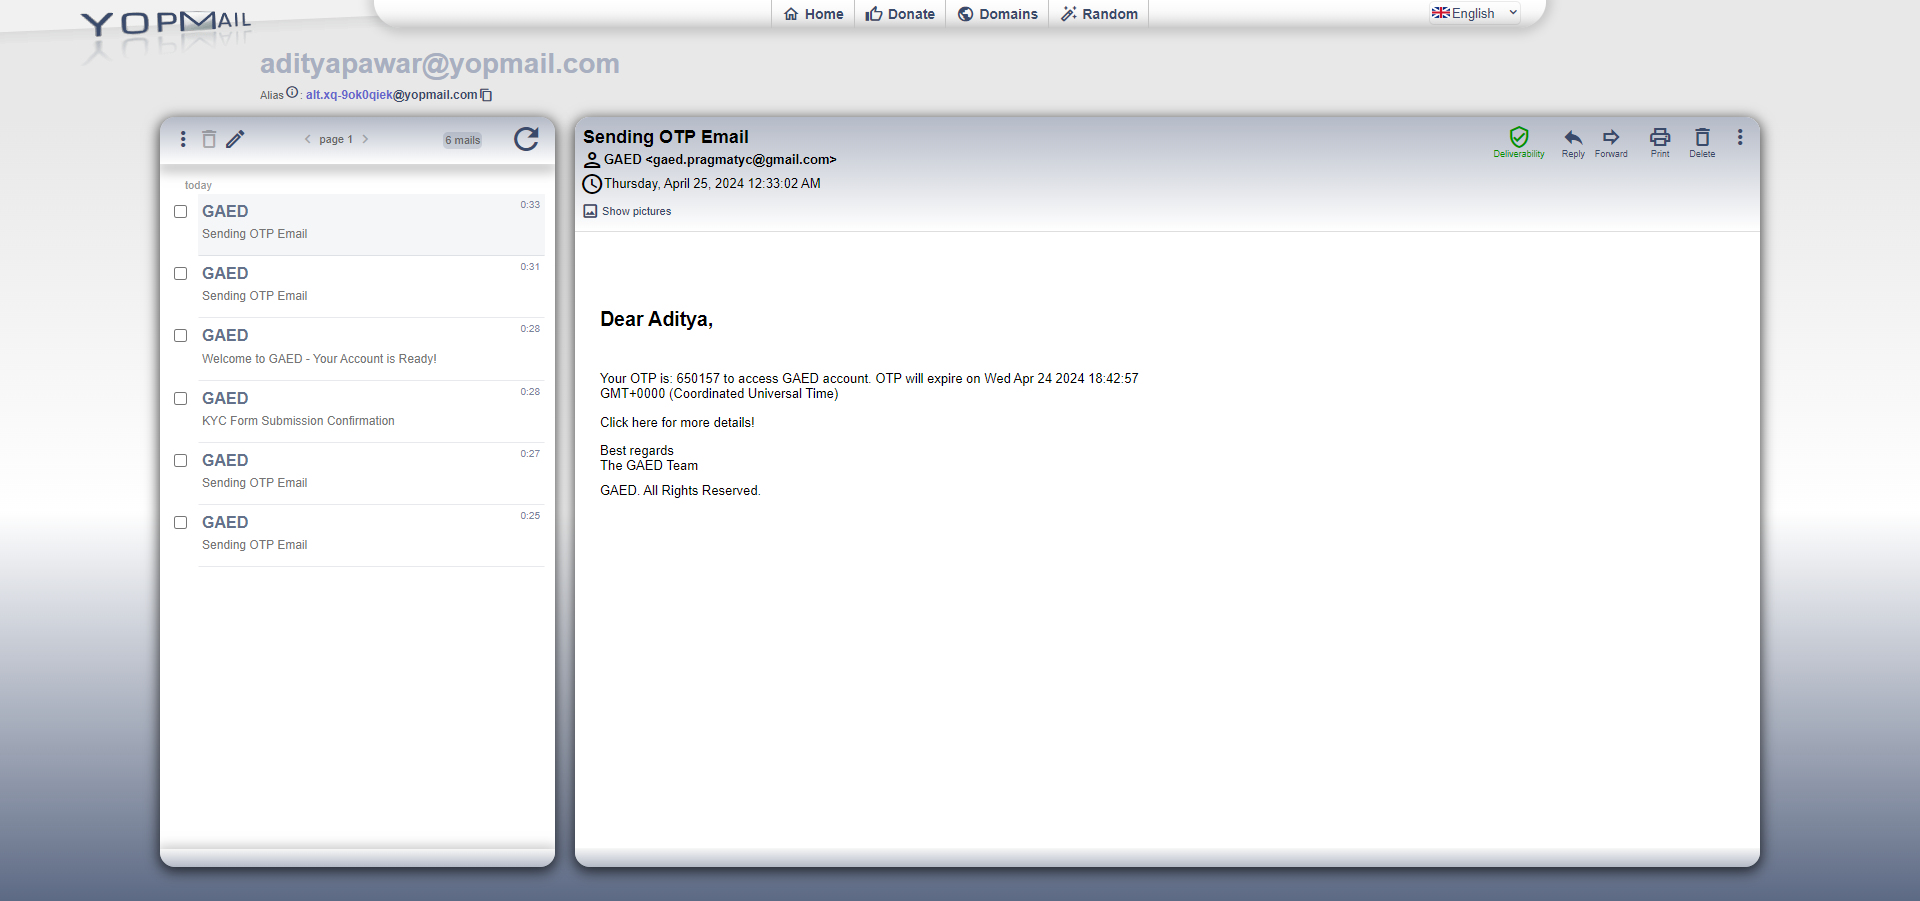 YOPMAIL
Home
Donate
Domains
Random
English
adityapawar@yopmail.com
Alias : alt.xq-9ok0qiek@yopmail.com
page 1
6 mails
today
GAED
0:33
Sending OTP Email
GAED
0:31
Sending OTP Email
GAED
0:28
Welcome to GAED - Your Account is Ready!
GAED
0:28
KYC Form Submission Confirmation
GAED
0:27
Sending OTP Email
GAED
0:25
Sending OTP Email
Sending OTP Email
GAED <gaed.pragmatyc@gmail.com>
Thursday, April 25, 2024 12:33:02 AM
Show pictures
Deliverability
Reply
Forward
Print
Delete
Dear Aditya,
Your OTP is: 650157 to access GAED account. OTP will expire on Wed Apr 24 2024 18:42:57
GMT+0000 (Coordinated Universal Time)
Click here for more details!
Best regards
The GAED Team
GAED. All Rights Reserved.